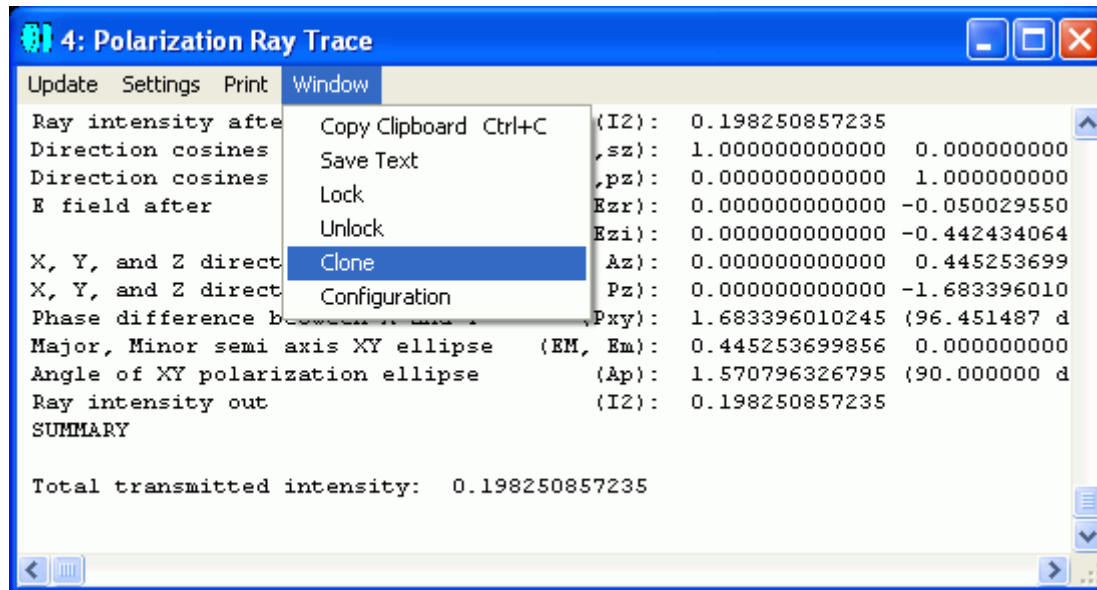 4: Polarization Ray Trace
Update Settings Print Window
Copy Clipboard Ctrl+C
Save Text
Lock
Unlock
Clone
Configuration
Ray intensity afte (I2): 0.198250857235
Direction cosines ,sz): 1.000000000000 0.000000000
Direction cosines ,pz): 0.000000000000 1.000000000
E field after Ezr): 0.000000000000 -0.050029550
Ezi): 0.000000000000 -0.442434064
X, Y, and Z direct Az): 0.000000000000 0.445253699
X, Y, and Z direct Pz): 0.000000000000 -1.683396010
Phase difference between X and Y (Pxy): 1.683396010245 (96.451487 d
Major, Minor semi axis XY ellipse (EM, Em): 0.445253699856 0.000000000
Angle of XY polarization ellipse (Ap): 1.570796326795 (90.000000 d
Ray intensity out (I2): 0.198250857235
SUMMARY
Total transmitted intensity: 0.198250857235